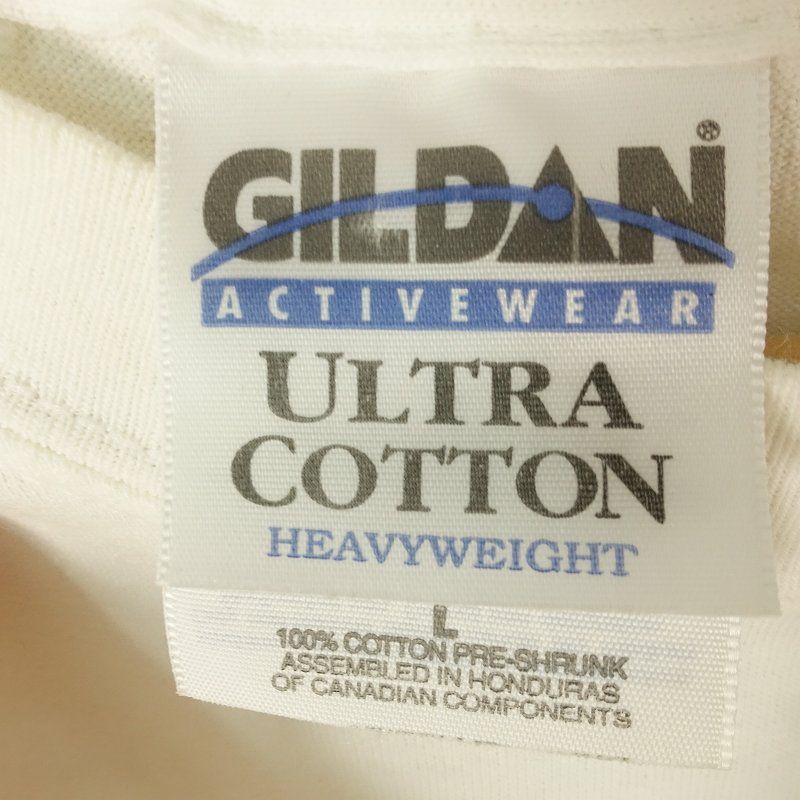 GILDAN®
ACTIVEWEAR
ULTRA
COTTON
HEAVYWEIGHT
L
100% COTTON PRE-SHRUNK
ASSEMBLED IN HONDURAS
OF CANADIAN COMPONENTS